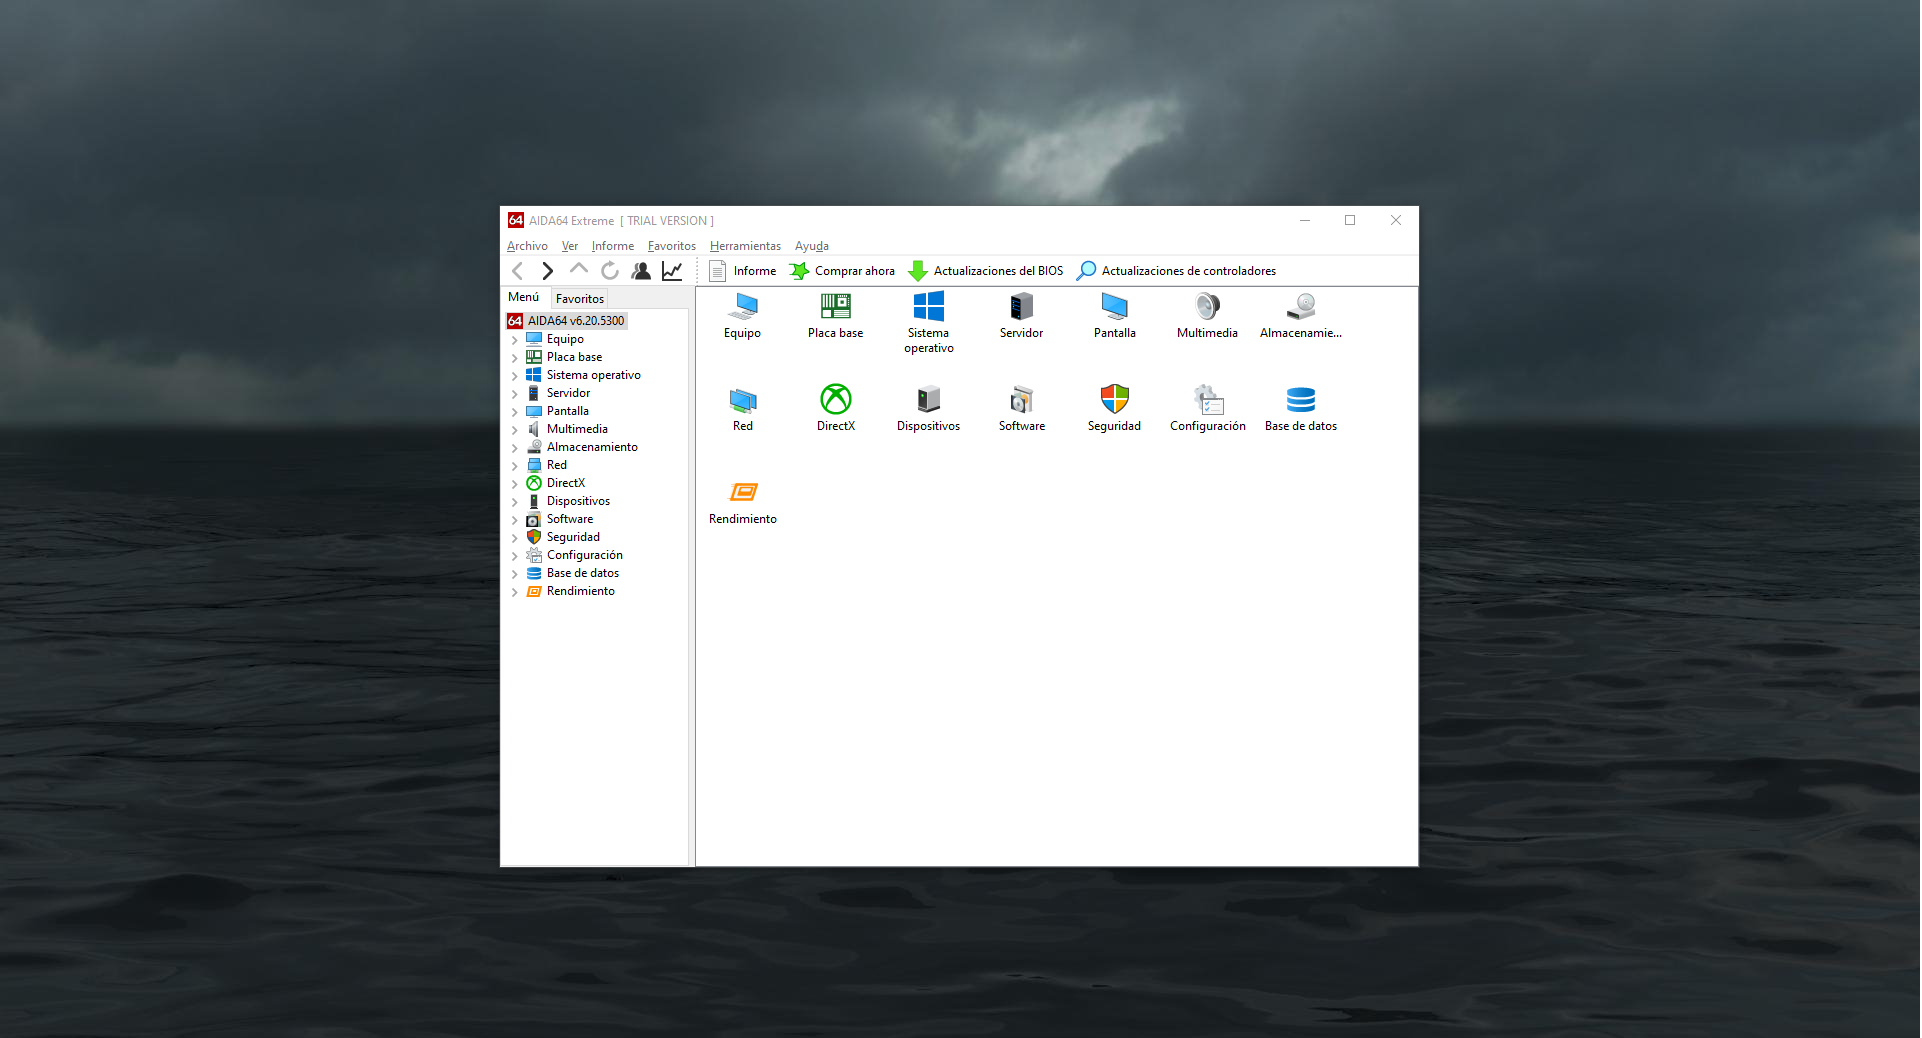 64 AIDA64 Extreme [ TRIAL VERSION ]
Archivo Ver Informe Favoritos Herramientas Ayuda
Informe Comprar ahora Actualizaciones del BIOS Actualizaciones de controladores
Menú Favoritos
64 AIDA64 v6.20.5300
Equipo
Placa base
Sistema operativo
Servidor
Pantalla
Multimedia
Almacenamiento
Red
DirectX
Dispositivos
Software
Seguridad
Configuración
Base de datos
Rendimiento
Equipo Placa base Sistema Servidor Pantalla Multimedia Almacenamie...
operativo
Red DirectX Dispositivos Software Seguridad Configuración Base de datos
Rendimiento